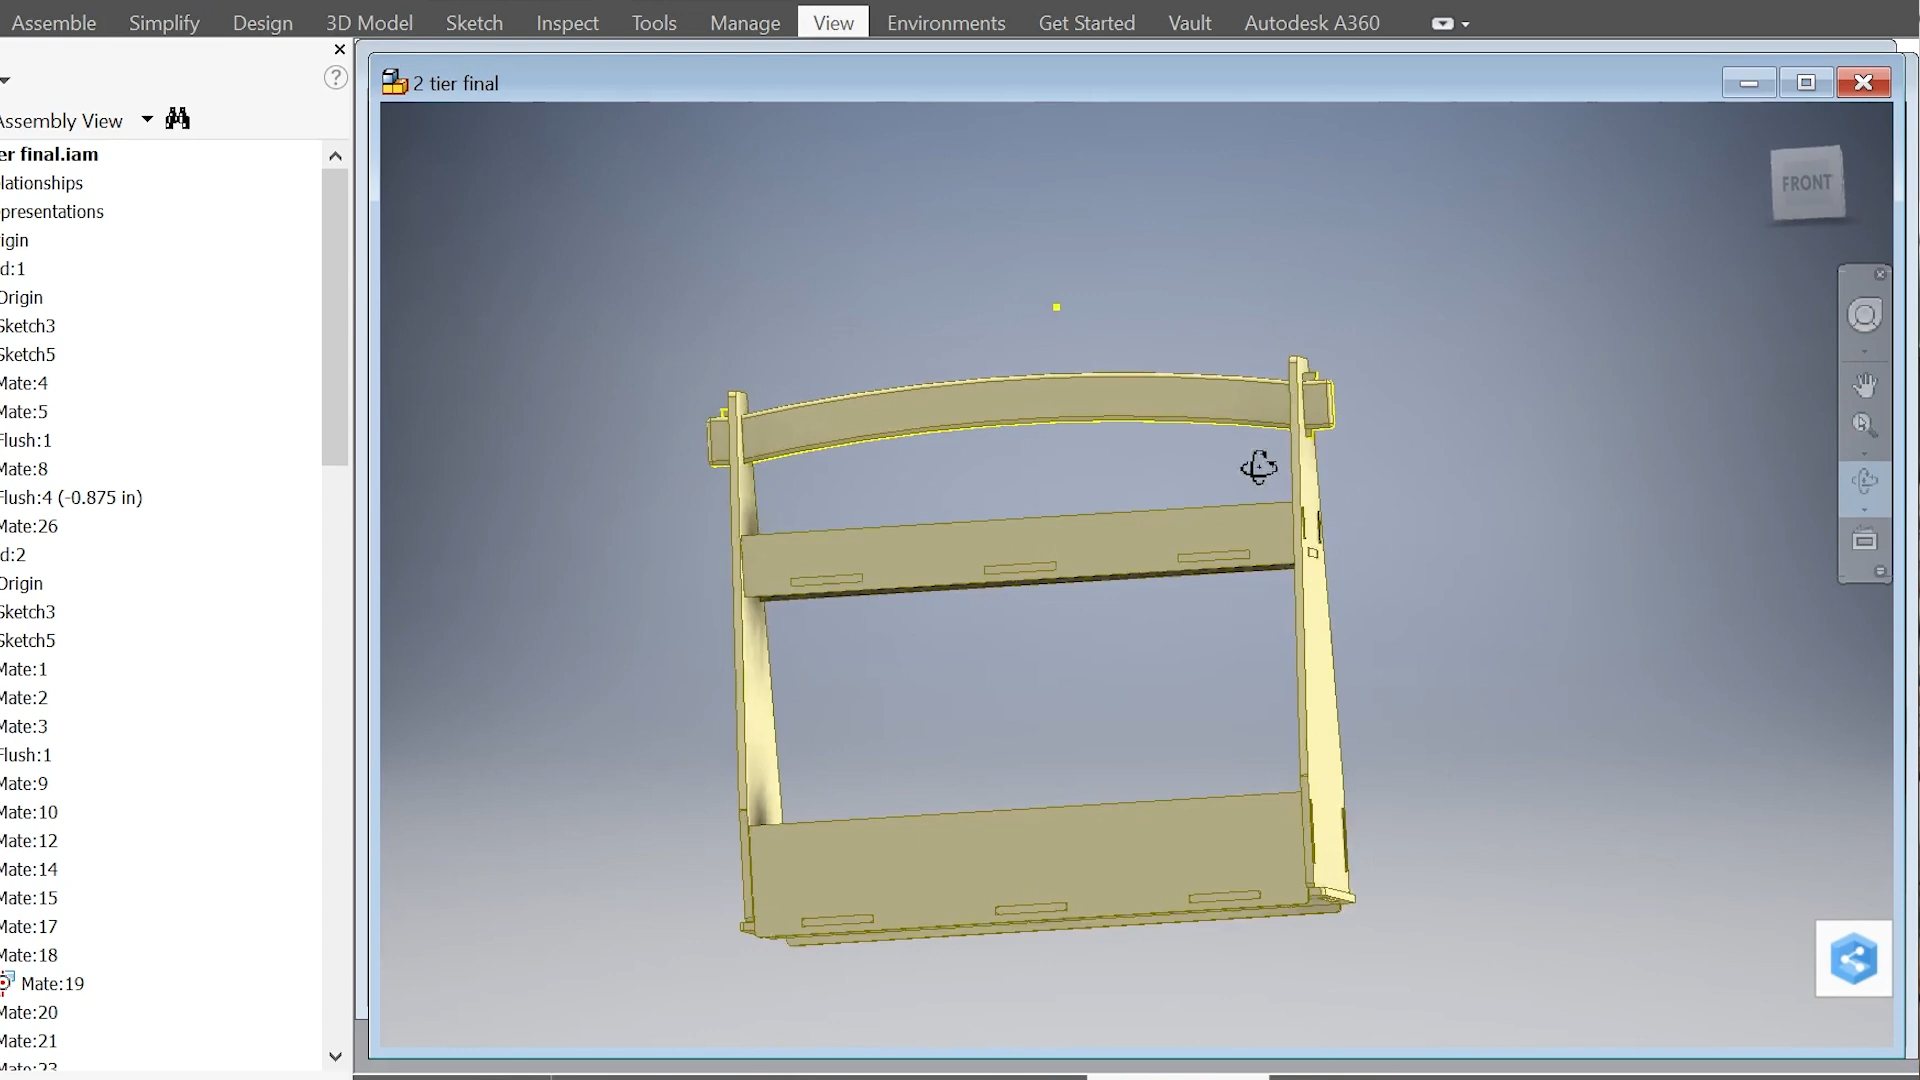 Assemble Simplify Design 3D Model Sketch Inspect Tools Manage View Environments Get Started Vault Autodesk A360
2 tier final
Assembly View
er final.iam
elationships
presentations
igin
d:1
Origin
Sketch3
Sketch5
Mate:4
Mate:5
Flush:1
Mate:8
Flush:4 (-0.875 in)
Mate:26
d:2
Origin
Sketch3
Sketch5
Mate:1
Mate:2
Mate:3
Flush:1
Mate:9
Mate:10
Mate:12
Mate:14
Mate:15
Mate:17
Mate:18
Mate:19
Mate:20
Mate:21
Mate:23
FRONT